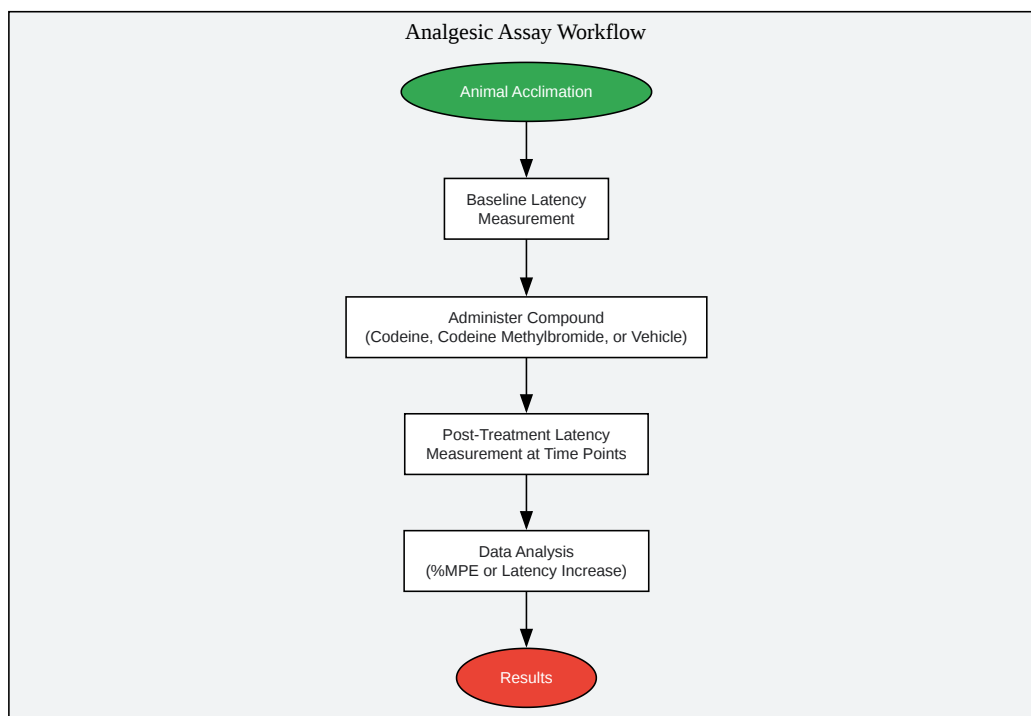 Analgesic Assay Workflow
Animal Acclimation
Baseline Latency
Measurement
Administer Compound
(Codeine, Codeine Methylbromide, or Vehicle)
Post-Treatment Latency
Measurement at Time Points
Data Analysis
(%MPE or Latency Increase)
Results